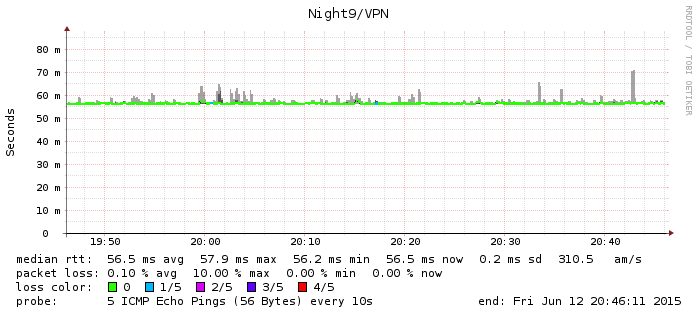 Night9/VPN
RRDTOOL / TOBI OETIKER
Seconds
80 m
70 m
60 m
50 m
40 m
30 m
20 m
10 m
0
19:50 20:00 20:10 20:20 20:30 20:40
median rtt: 56.5 ms avg 57.9 ms max 56.2 ms min 56.5 ms now 0.2 ms sd 310.5 am/s
packet loss: 0.10 % avg 10.00 % max 0.00 % min 0.00 % now
loss color: 0 1/5 2/5 3/5 4/5
probe: 5 ICMP Echo Pings (56 Bytes) every 10s end: Fri Jun 12 20:46:11 2015